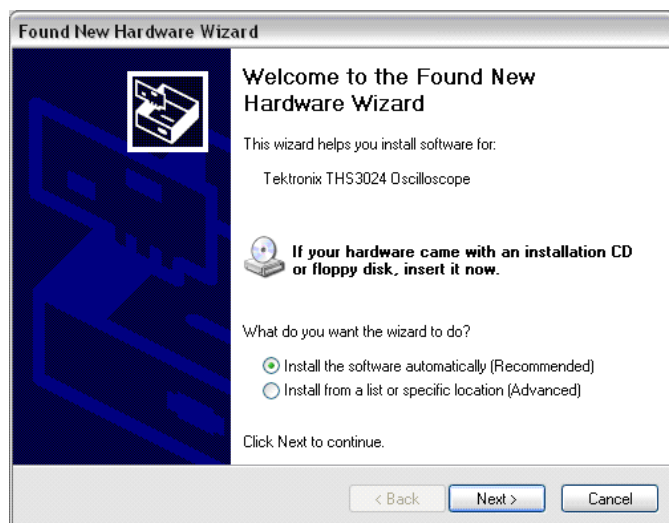 Found New Hardware Wizard
Welcome to the Found New
Hardware Wizard
This wizard helps you install software for:
Tektronix THS3024 Oscilloscope
If your hardware came with an installation CD
or floppy disk, insert it now.
What do you want the wizard to do?
Install the software automatically (Recommended)
Install from a list or specific location (Advanced)
Click Next to continue.
< Back
Next >
Cancel